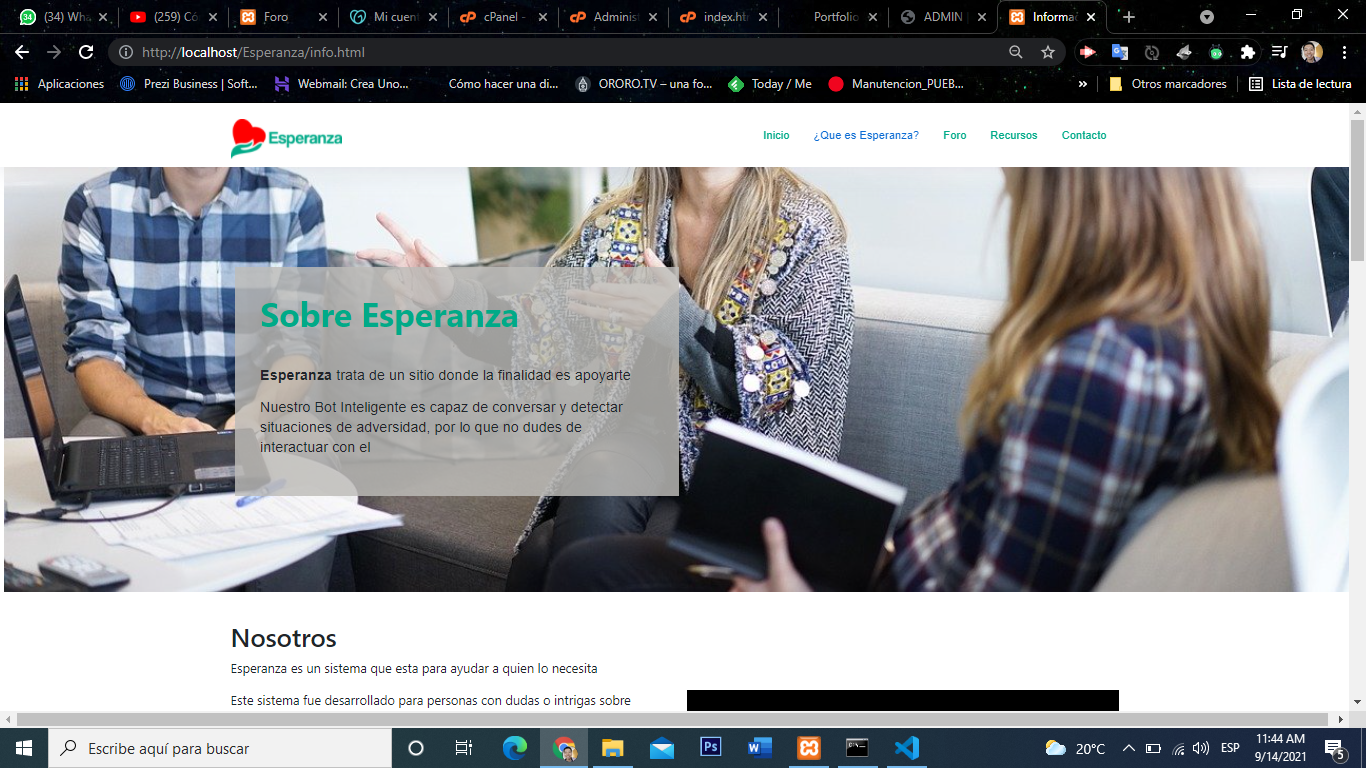 (34) Wha
(259) Có
Foro
Mi cuent
cPanel -
Administ
index.htm
Portfolio
ADMIN |
Informac
http://localhost/Esperanza/info.html
Aplicaciones
Prezi Business | Soft...
Webmail: Crea Uno...
Cómo hacer una di...
ORORO.TV – una fo...
Today / Me
Manutencion_PUEB...
»
Otros marcadores
Lista de lectura
Esperanza
Inicio
¿Que es Esperanza?
Foro
Recursos
Contacto
Sobre Esperanza
Esperanza trata de un sitio donde la finalidad es apoyarte
Nuestro Bot Inteligente es capaz de conversar y detectar
situaciones de adversidad, por lo que no dudes de
interactuar con el
Nosotros
Esperanza es un sistema que esta para ayudar a quien lo necesita
Este sistema fue desarrollado para personas con dudas o intrigas sobre
Escribe aquí para buscar
20°C
ESP
11:44 AM
9/14/2021
5